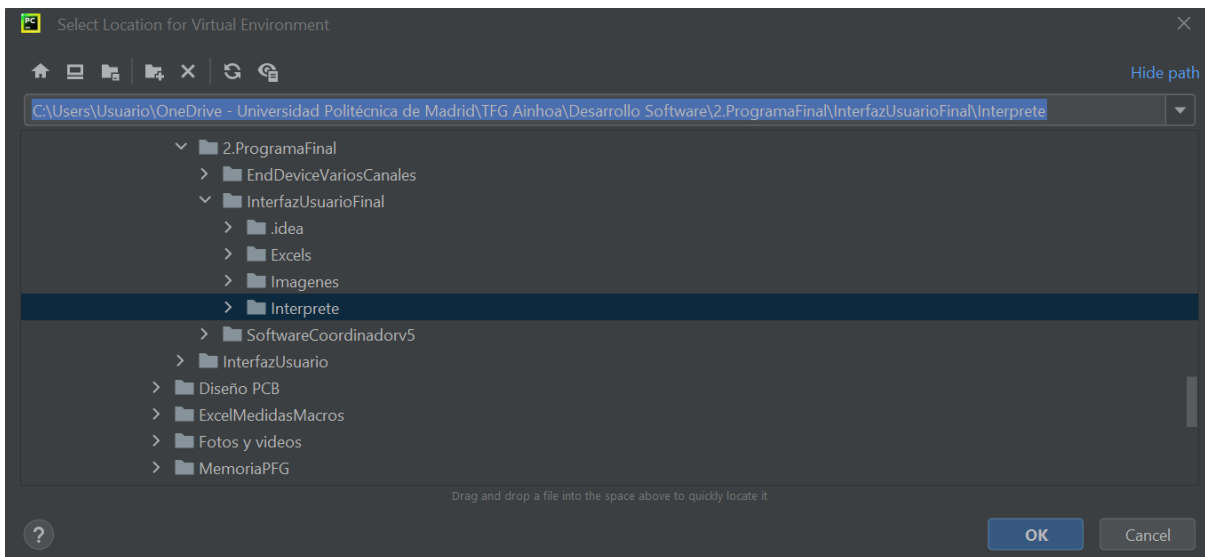 PC
Select Location for Virtual Environment
Hide path
C:\Users\Usuario\OneDrive - Universidad Politécnica de Madrid\TFG Ainhoa\Desarrollo Software\2.ProgramaFinal\InterfazUsuarioFinal\Interprete
2.ProgramaFinal
EndDeviceVariosCanales
InterfazUsuarioFinal
.idea
Excels
Imagenes
Interprete
SoftwareCoordinadorv5
InterfazUsuario
Diseño PCB
ExcelMedidasMacros
Fotos y videos
MemoriaPFG
Drag and drop a file into the space above to quickly locate it
? OK Cancel